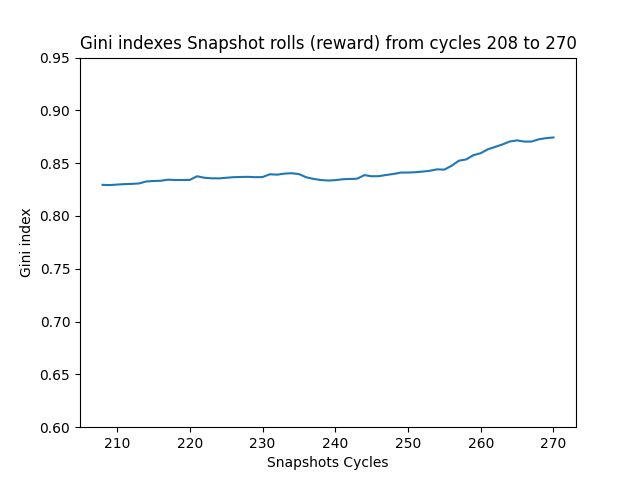 Gini indexes Snapshot rolls (reward) from cycles 208 to 270
0.95
0.90
0.85
0.80
0.75
0.70
0.65
0.60
Gini index
210 220 230 240 250 260 270
Snapshots Cycles